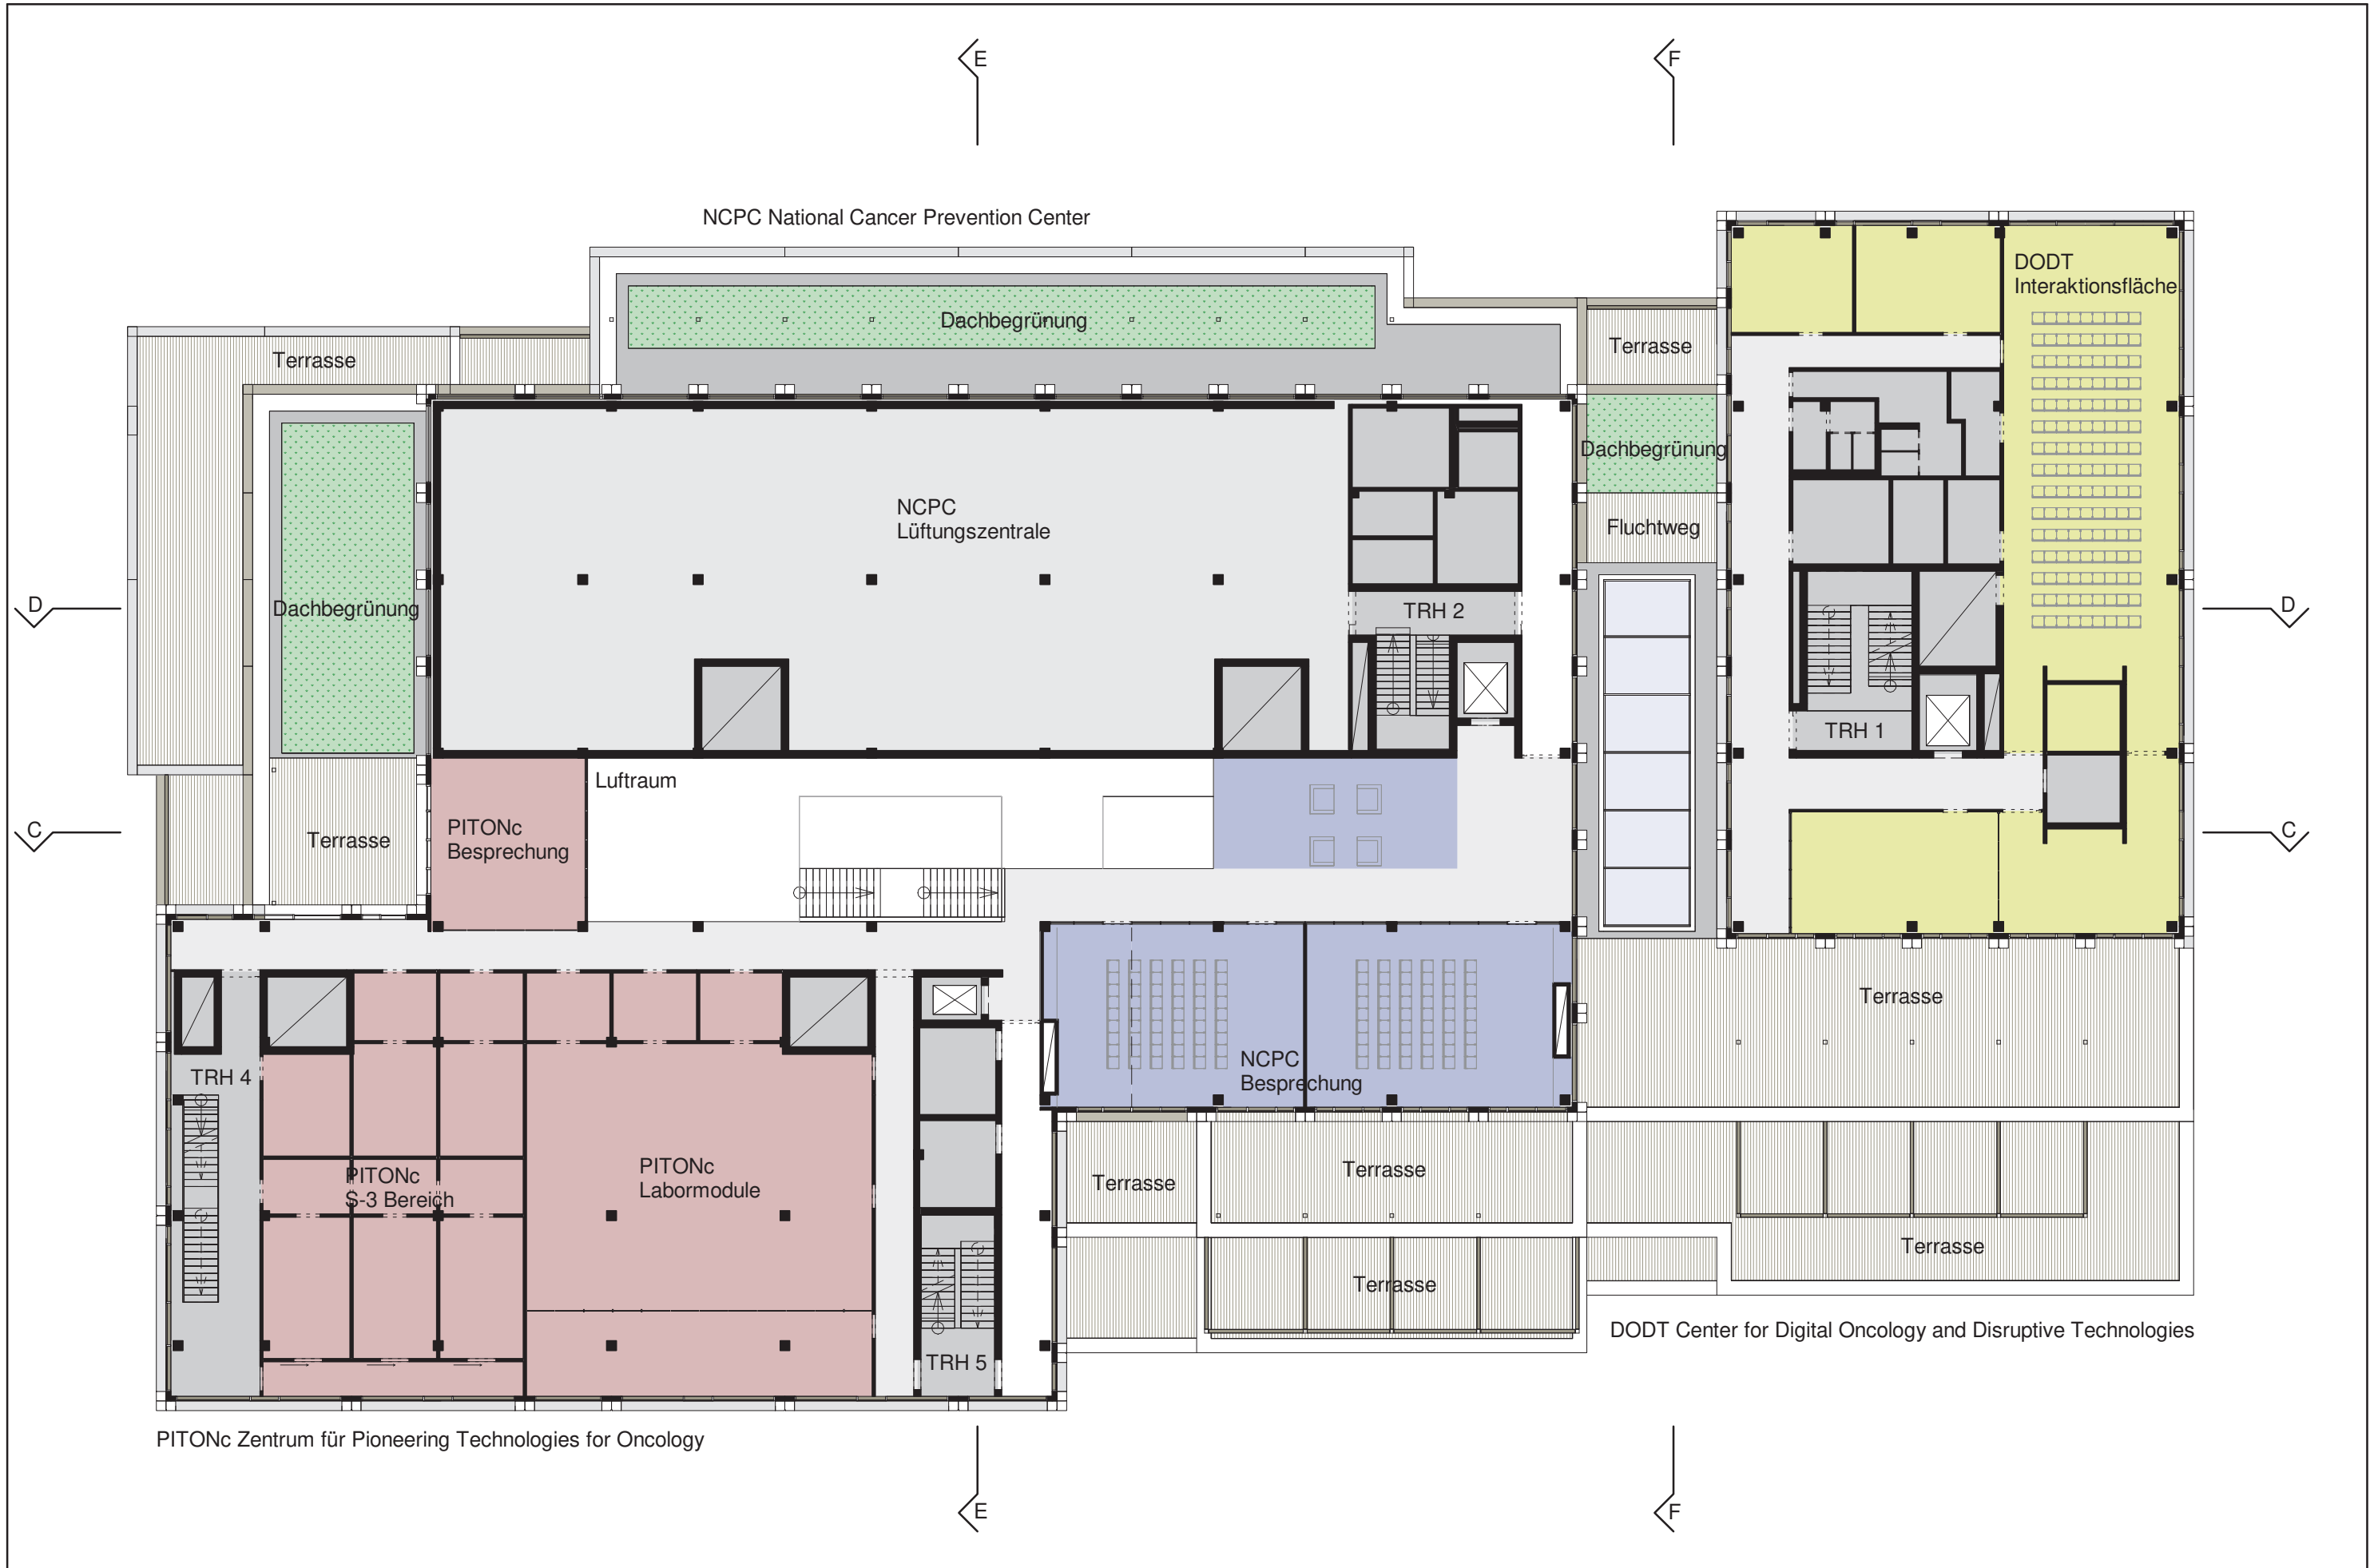 E
F
NCPC National Cancer Prevention Center
DODT
Interaktionsfläche
Dachbegrünung
Terrasse
Terrasse
Dachbegrünung
NCPC
Lüftungszentrale
Fluchtweg
D
Dachbegrünung
TRH 2
D
TRH 1
Luftraum
C
PITONc
Besprechung
Terrasse
C
Terrasse
NCPC
Besprechung
TRH 4
PITONc
S-3 Bereich
PITONc
Labormodule
Terrasse
Terrasse
Terrasse
Terrasse
TRH 5
DODT Center for Digital Oncology and Disruptive Technologies
PITONc Zentrum für Pioneering Technologies for Oncology
E
F